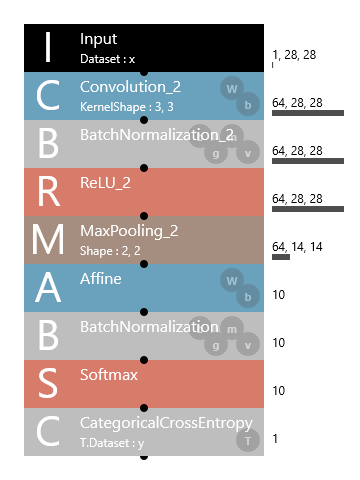 I
Input
Dataset : x
1, 28, 28
C
Convolution_2
KernelShape : 3, 3
W
b
64, 28, 28
B
BatchNormalization_2
m
g
v
64, 28, 28
R
ReLU_2
64, 28, 28
M
MaxPooling_2
Shape : 2, 2
64, 14, 14
A
Affine
W
b
10
B
BatchNormalization
m
g
v
10
S
Softmax
10
C
CategoricalCrossEntropy
T.Dataset : y
T
1